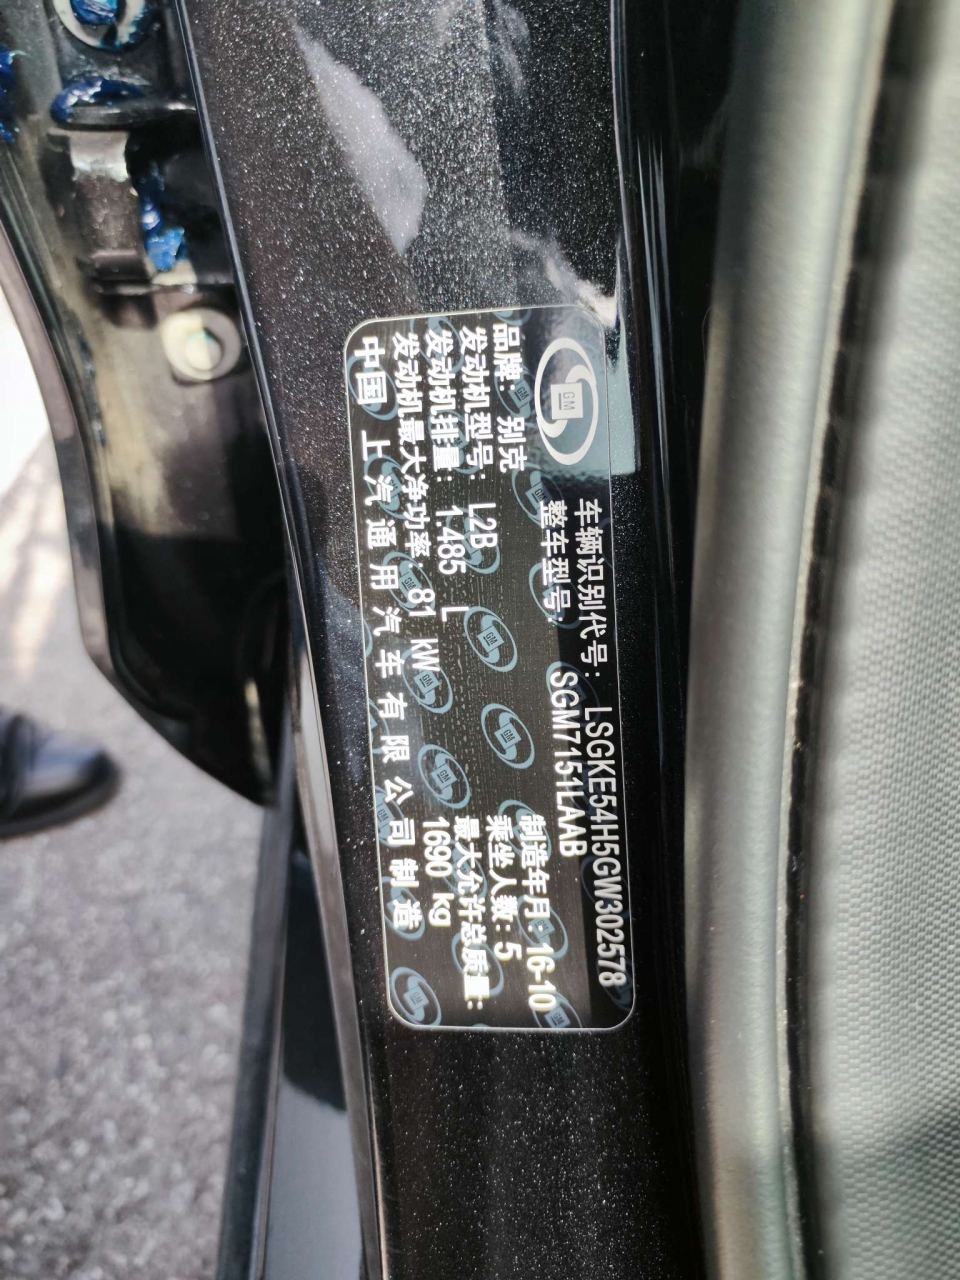 GM
车辆识别代号: LSGKE54H5GW302578
整车型号: SGM7151LAAB
品牌: 别克 制造年月: 16-10
发动机型号: L2B 乘坐人数: 5
发动机排量: 1.485 L 最大允许总质量:
发动机最大净功率: 81 kW 1690 kg
中国 上汽通用汽车有限公司制造